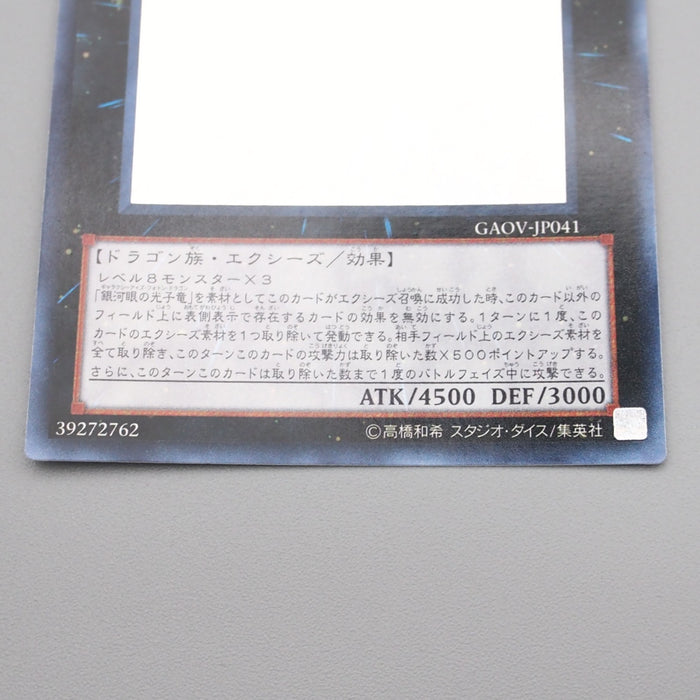 GAOV-JP041
【ドラゴン族・エクシーズ／効果】
レベル8モンスター×3
「銀河眼の光子竜」を素材としてこのカードがエクシーズ召喚に成功した時、このカード以外の
フィールド上に表側表示で存在するカードの効果を無効にする。1ターンに1度、この
カードのエクシーズ素材を1つ取り除いて発動できる。相手フィールド上のエクシーズ素材を
全て取り除き、このターンこのカードの攻撃力は取り除いた数×500ポイントアップする。
さらに、このターンこのカードは取り除いた数まで1度のバトルフェイズ中に攻撃できる。
ATK/4500 DEF/3000
39272762 ©高橋和希 スタジオ・ダイス/集英社